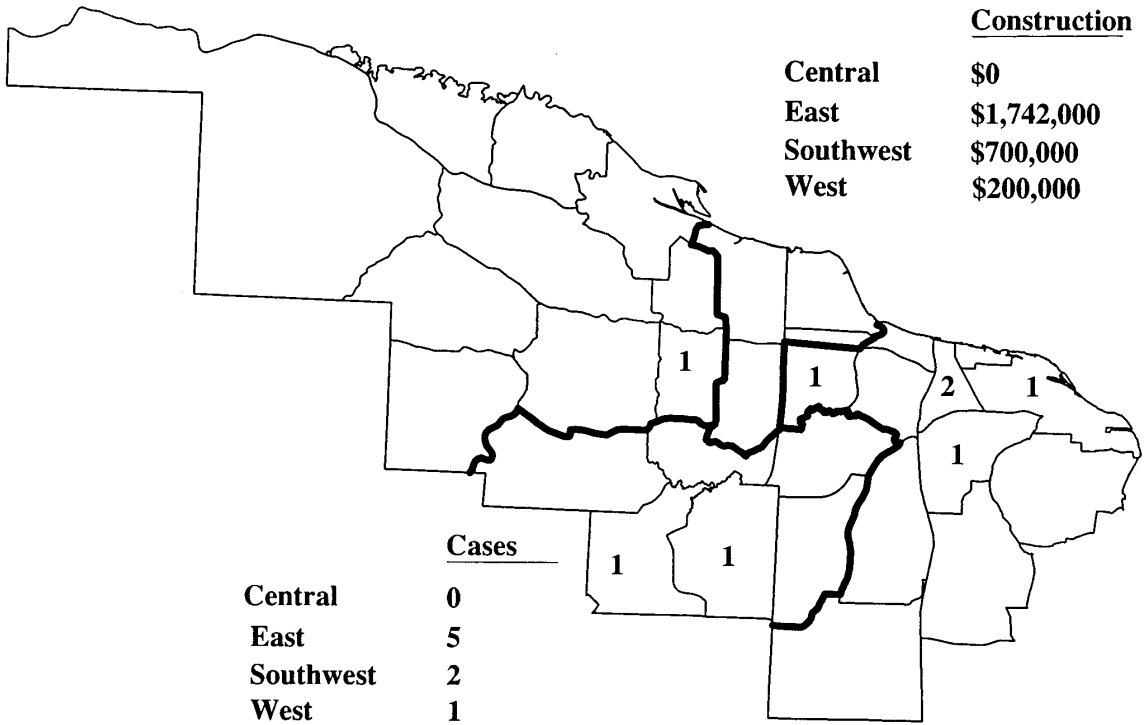 Construction
Central $0
East $1,742,000
Southwest $700,000
West $200,000
1
1
2
1
1
1
1
Cases
Central 0
East 5
Southwest 2
West 1